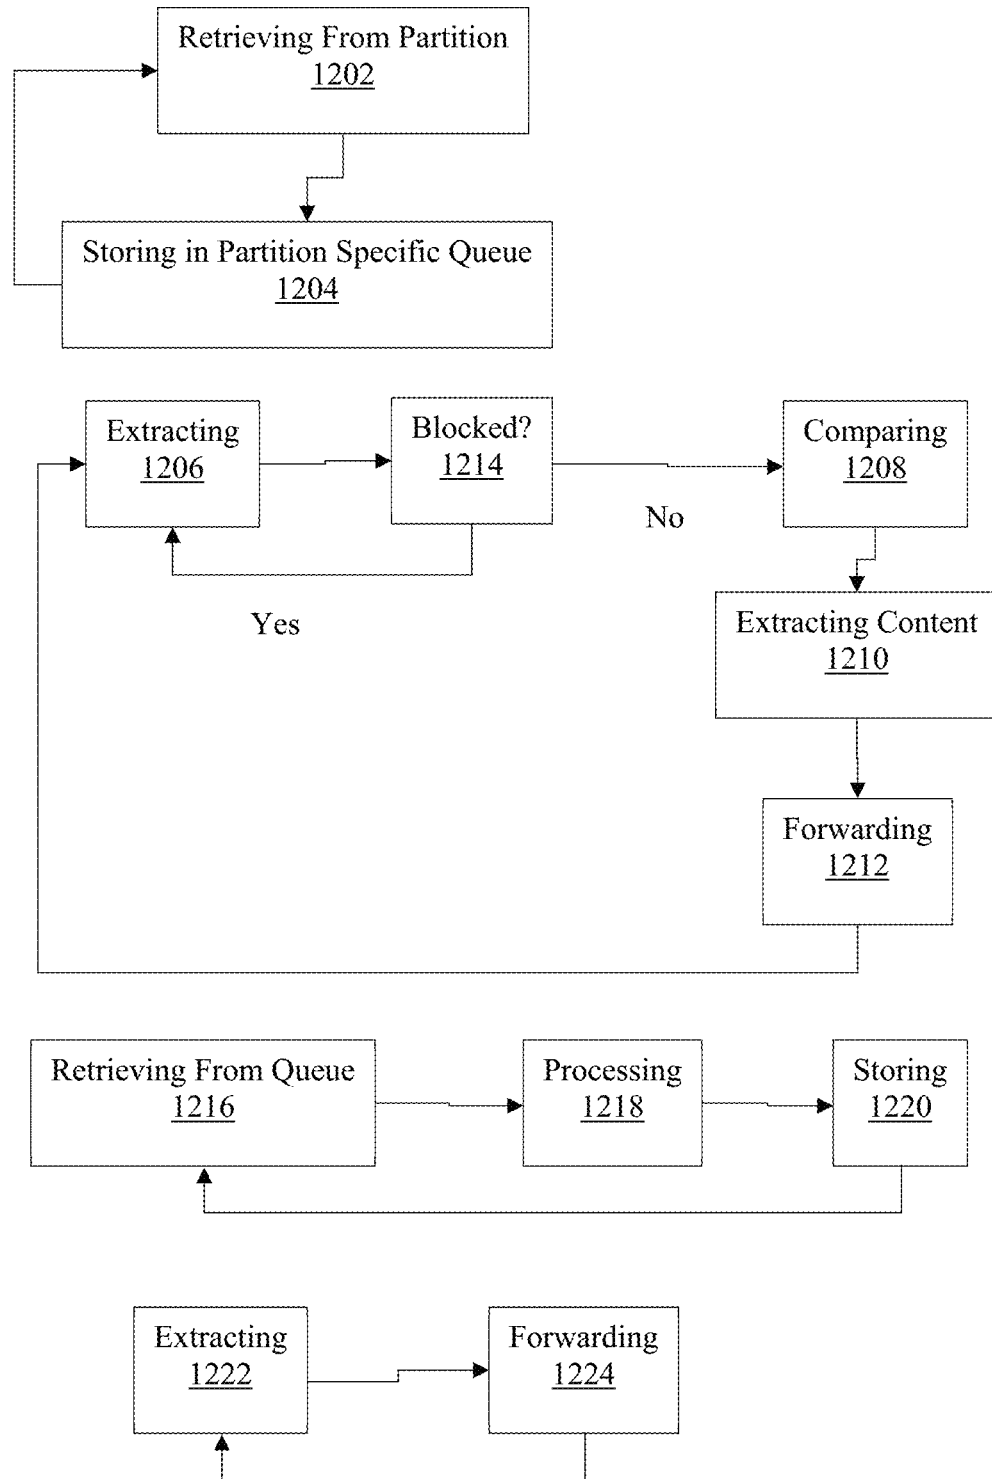 Retrieving From Partition
1202
Storing in Partition Specific Queue
1204
Extracting
1206
Blocked?
1214
Comparing
1208
No
Yes
Extracting Content
1210
Forwarding
1212
Retrieving From Queue
1216
Processing
1218
Storing
1220
Extracting
1222
Forwarding
1224